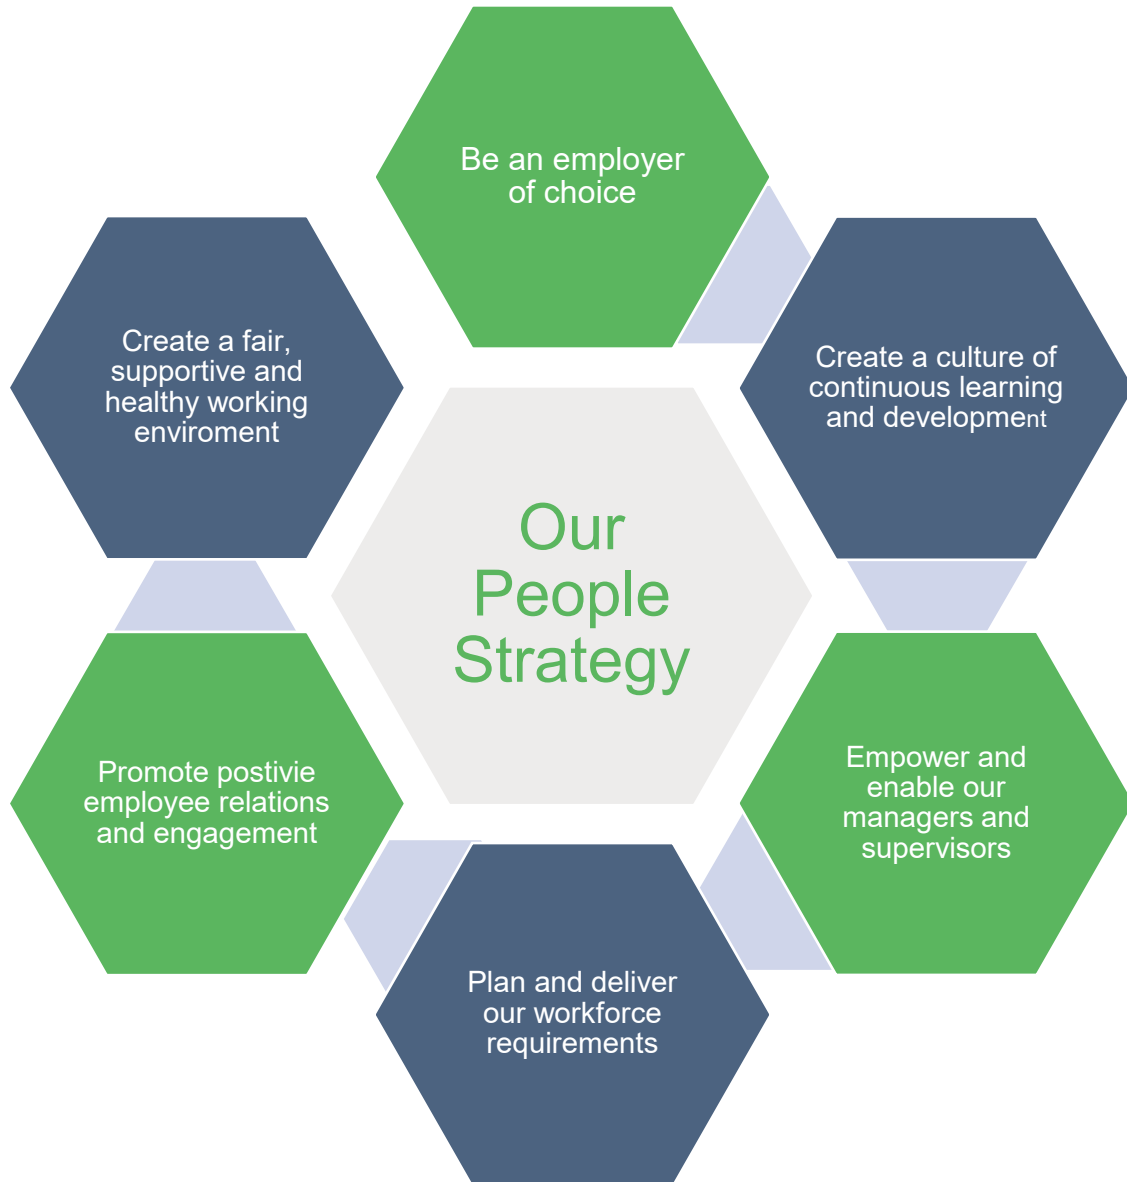 Be an employer
of choice
Create a culture of
continuous learning
and development
Empower and
enable our
managers and
supervisors
Plan and deliver
our workforce
requirements
Promote postivie
employee relations
and engagement
Create a fair,
supportive and
healthy working
enviroment
Our
People
Strategy